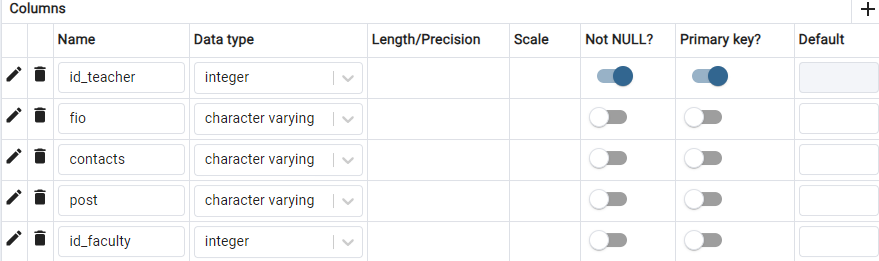 Columns
Name Data type Length/Precision Scale Not NULL? Primary key? Default
id_teacher integer
fio character varying
contacts character varying
post character varying
id_faculty integer